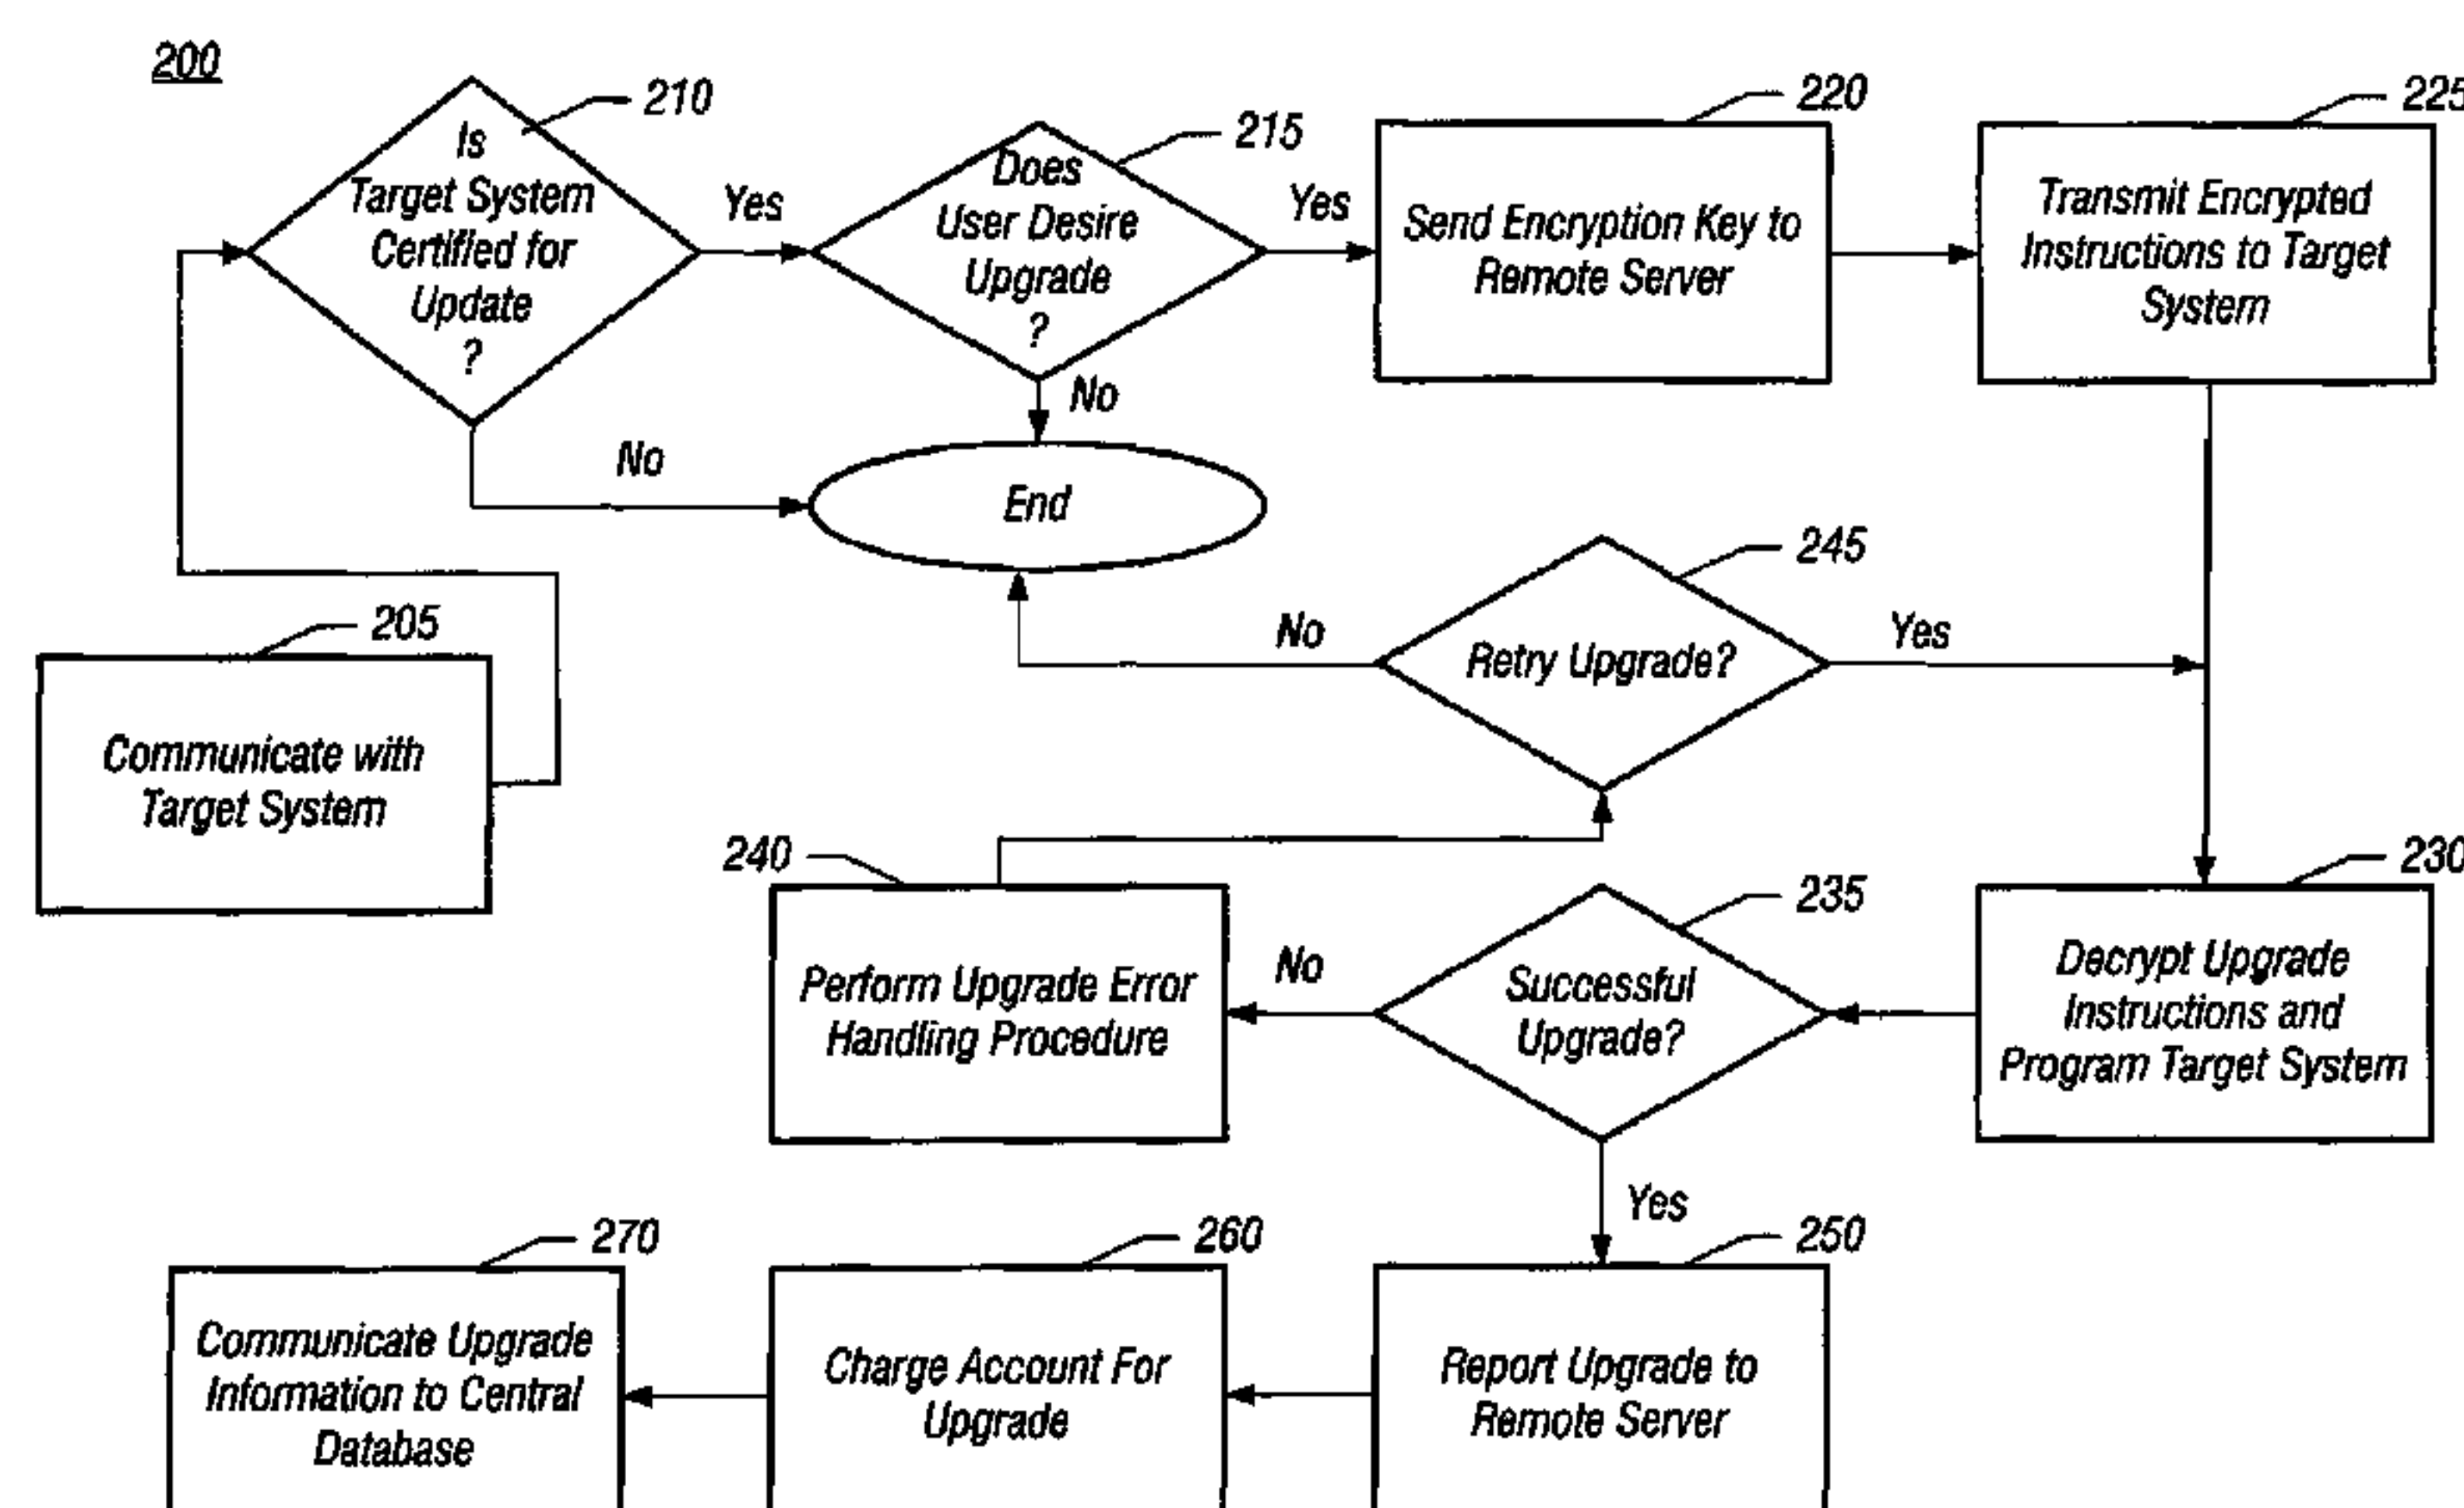 200
210
Is
Target System
Certified for
Update
?
Yes
No
215
Does
User Desire
Upgrade
?
Yes
No
220
Send Encryption Key to
Remote Server
225
Transmit Encrypted
Instructions to Target
System
End
205
Communicate with
Target System
245
Retry Upgrade?
No
Yes
240
Perform Upgrade Error
Handling Procedure
235
Successful
Upgrade?
No
Yes
230
Decrypt Upgrade
Instructions and
Program Target System
270
Communicate Upgrade
Information to Central
Database
260
Charge Account For
Upgrade
250
Report Upgrade to
Remote Server